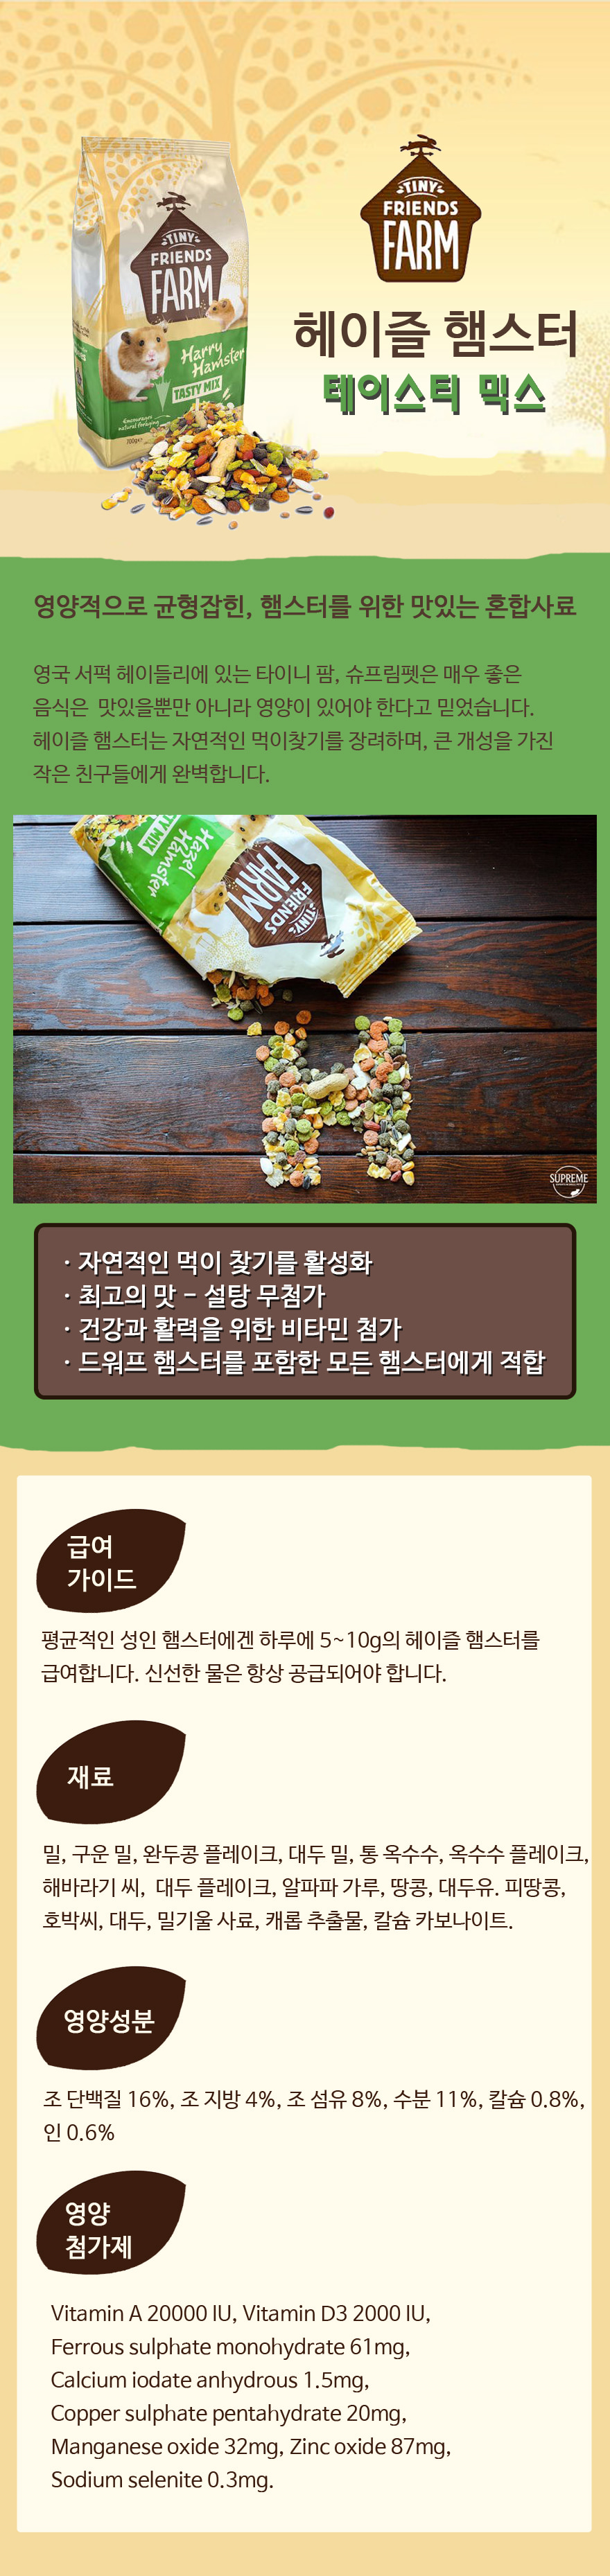 TINY
FRIENDS
FARM
TINY
FRIENDS
FARM
Harry
Hamster
TASTY MIX
Encourages
natural foraging
700g e
헤이즐 햄스터
테이스티 믹스
영양적으로 균형잡힌, 햄스터를 위한 맛있는 혼합사료
영국 서퍽 헤이들리에 있는 타이니 팜, 슈프림펫은 매우 좋은
음식은 맛있을뿐만 아니라 영양이 있어야 한다고 믿었습니다.
헤이즐 햄스터는 자연적인 먹이찾기를 장려하며, 큰 개성을 가진
작은 친구들에게 완벽합니다.
Hazel
Hamster
TINY
FRIENDS
FARM
SUPREME
· 자연적인 먹이 찾기를 활성화
· 최고의 맛 - 설탕 무첨가
· 건강과 활력을 위한 비타민 첨가
· 드워프 햄스터를 포함한 모든 햄스터에게 적합
급여
가이드
평균적인 성인 햄스터에겐 하루에 5~10g의 헤이즐 햄스터를
급여합니다. 신선한 물은 항상 공급되어야 합니다.
재료
밀, 구운 밀, 완두콩 플레이크, 대두 밀, 통 옥수수, 옥수수 플레이크,
해바라기 씨, 대두 플레이크, 알파파 가루, 땅콩, 대두유. 피땅콩,
호박씨, 대두, 밀기울 사료, 캐롭 추출물, 칼슘 카보나이트.
영양성분
조 단백질 16%, 조 지방 4%, 조 섬유 8%, 수분 11%, 칼슘 0.8%,
인 0.6%
영양
첨가제
Vitamin A 20000 IU, Vitamin D3 2000 IU,
Ferrous sulphate monohydrate 61mg,
Calcium iodate anhydrous 1.5mg,
Copper sulphate pentahydrate 20mg,
Manganese oxide 32mg, Zinc oxide 87mg,
Sodium selenite 0.3mg.